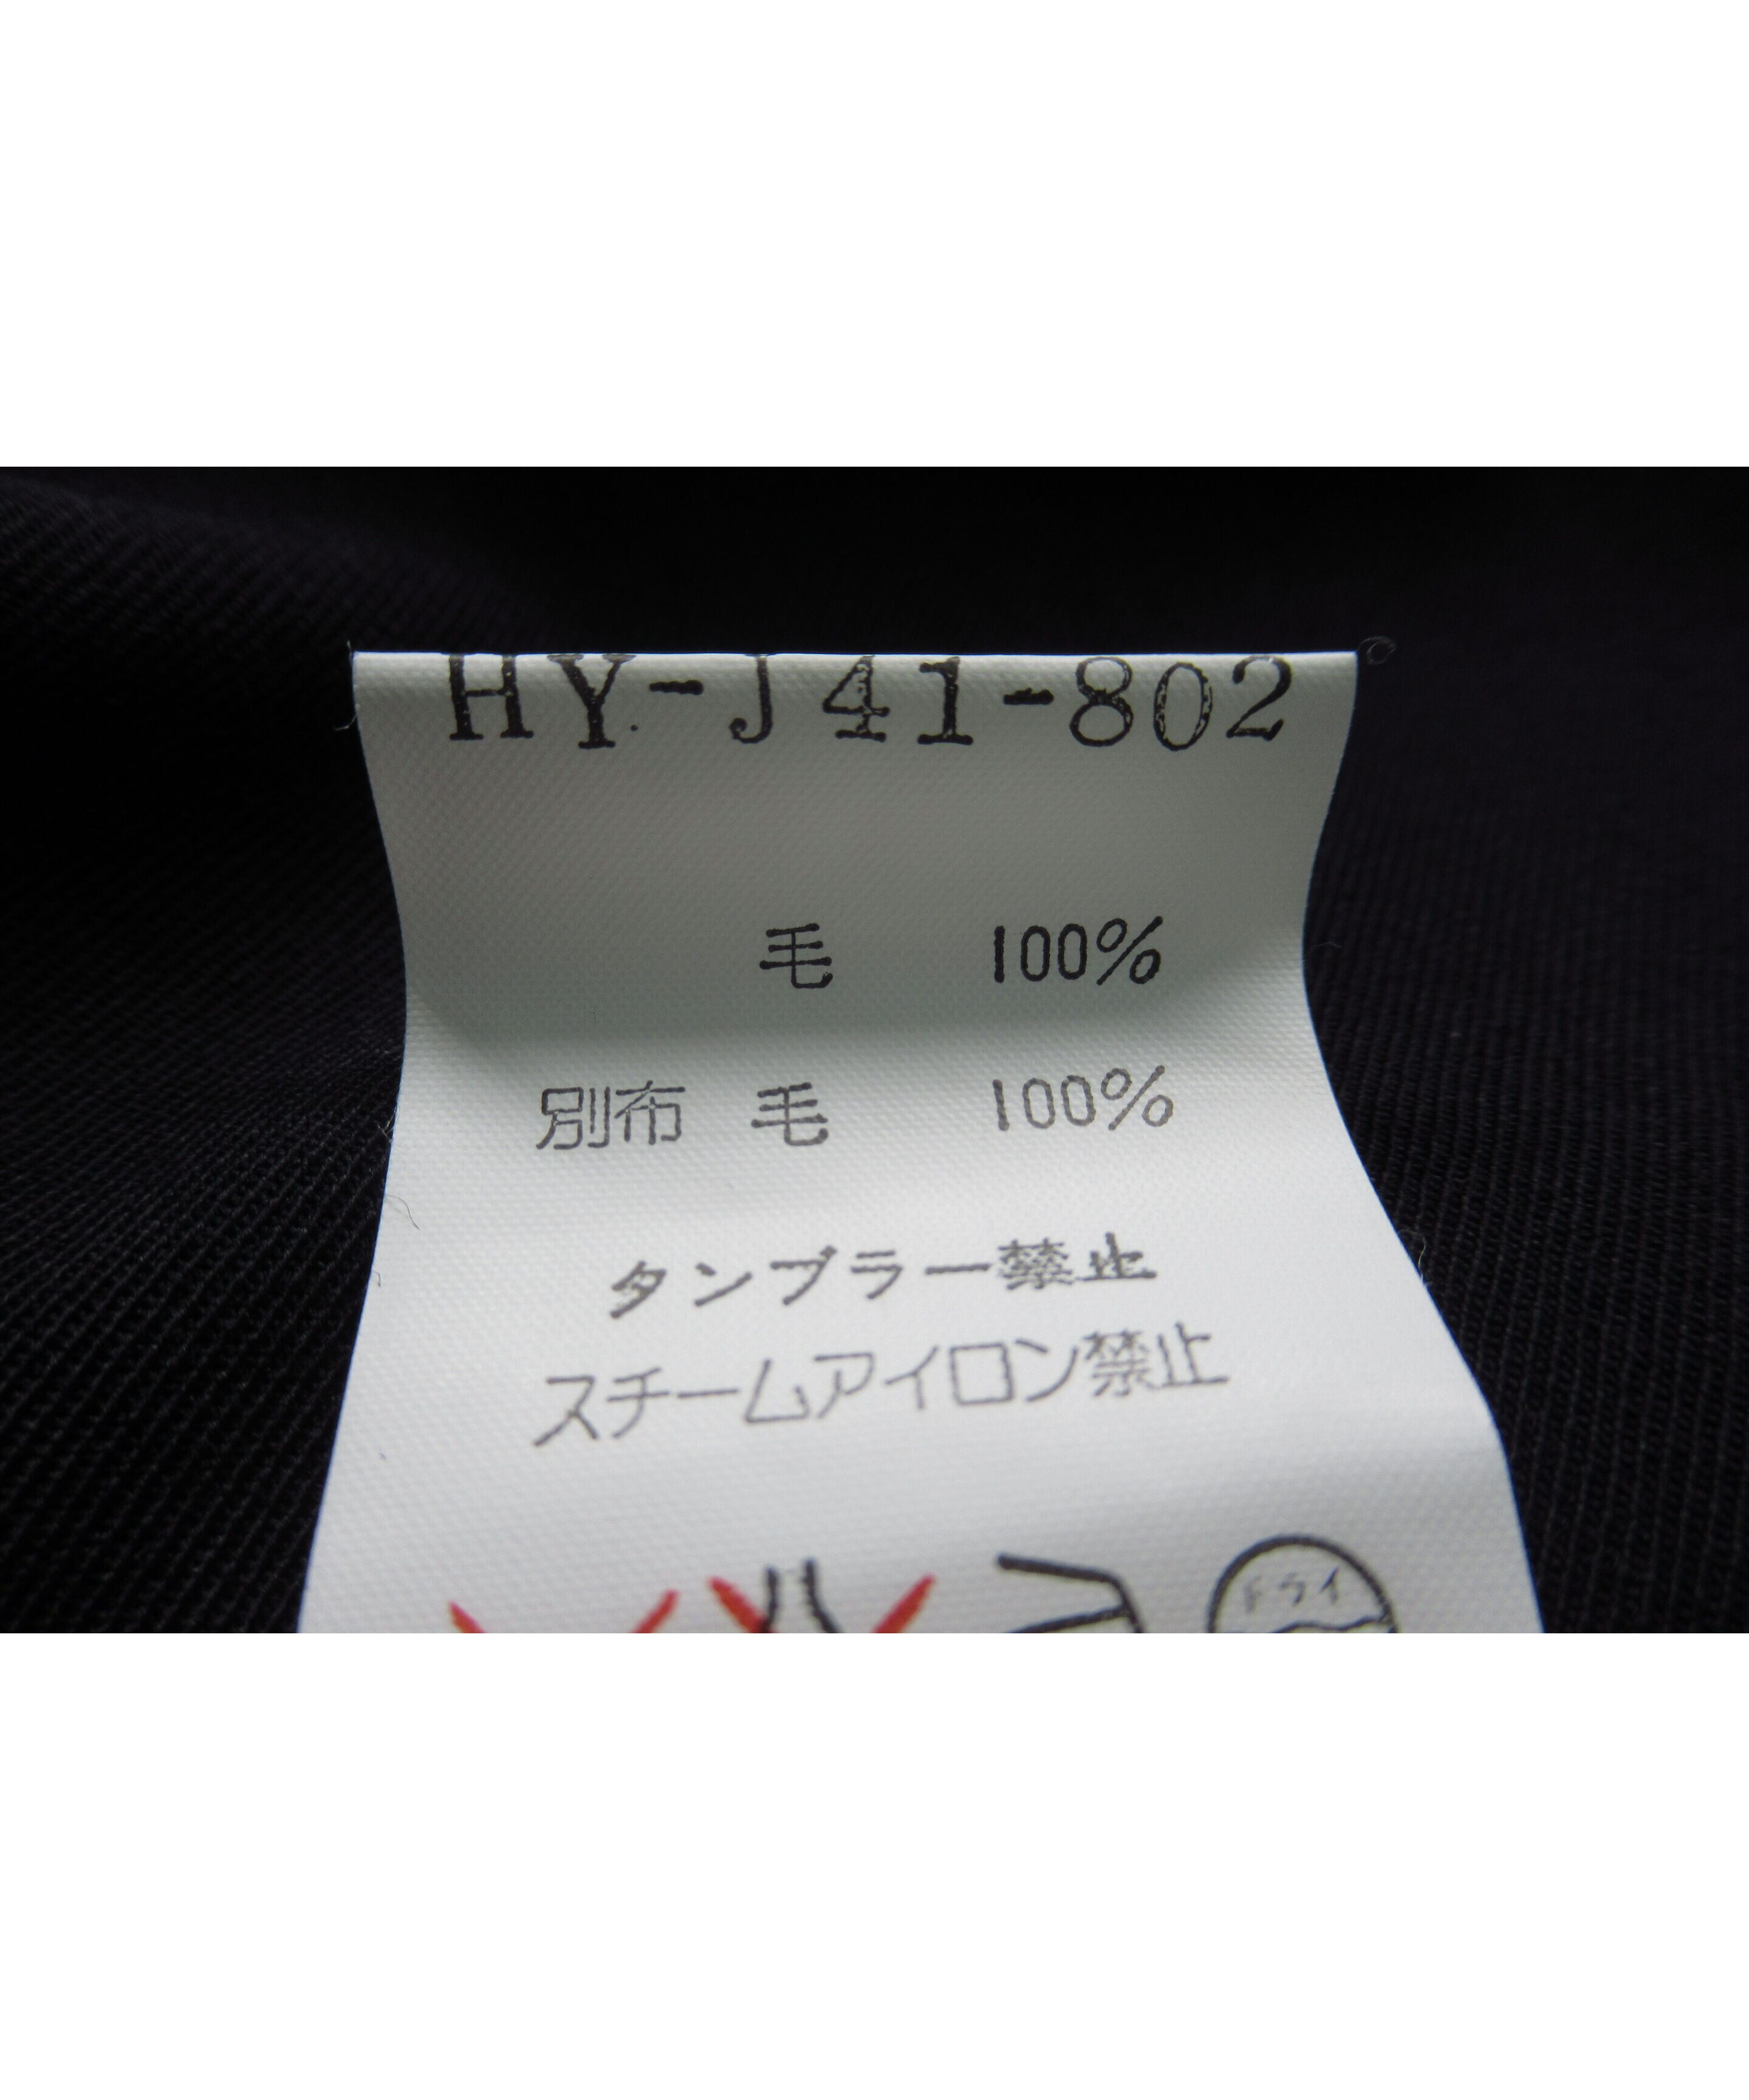 HY-J41-802
毛 100%
別布 毛 100%
タンブラー禁止
スチームアイロン禁止
ドライ